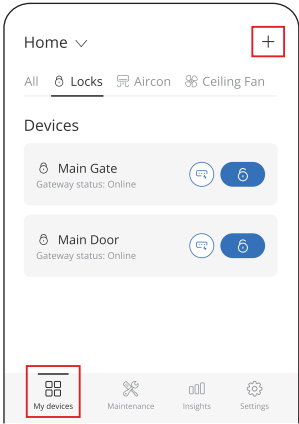 Home
All Locks Aircon Ceiling Fan
Devices
Main Gate
Gateway status: Online
Main Door
Gateway status: Online
My devices Maintenance Insights Settings